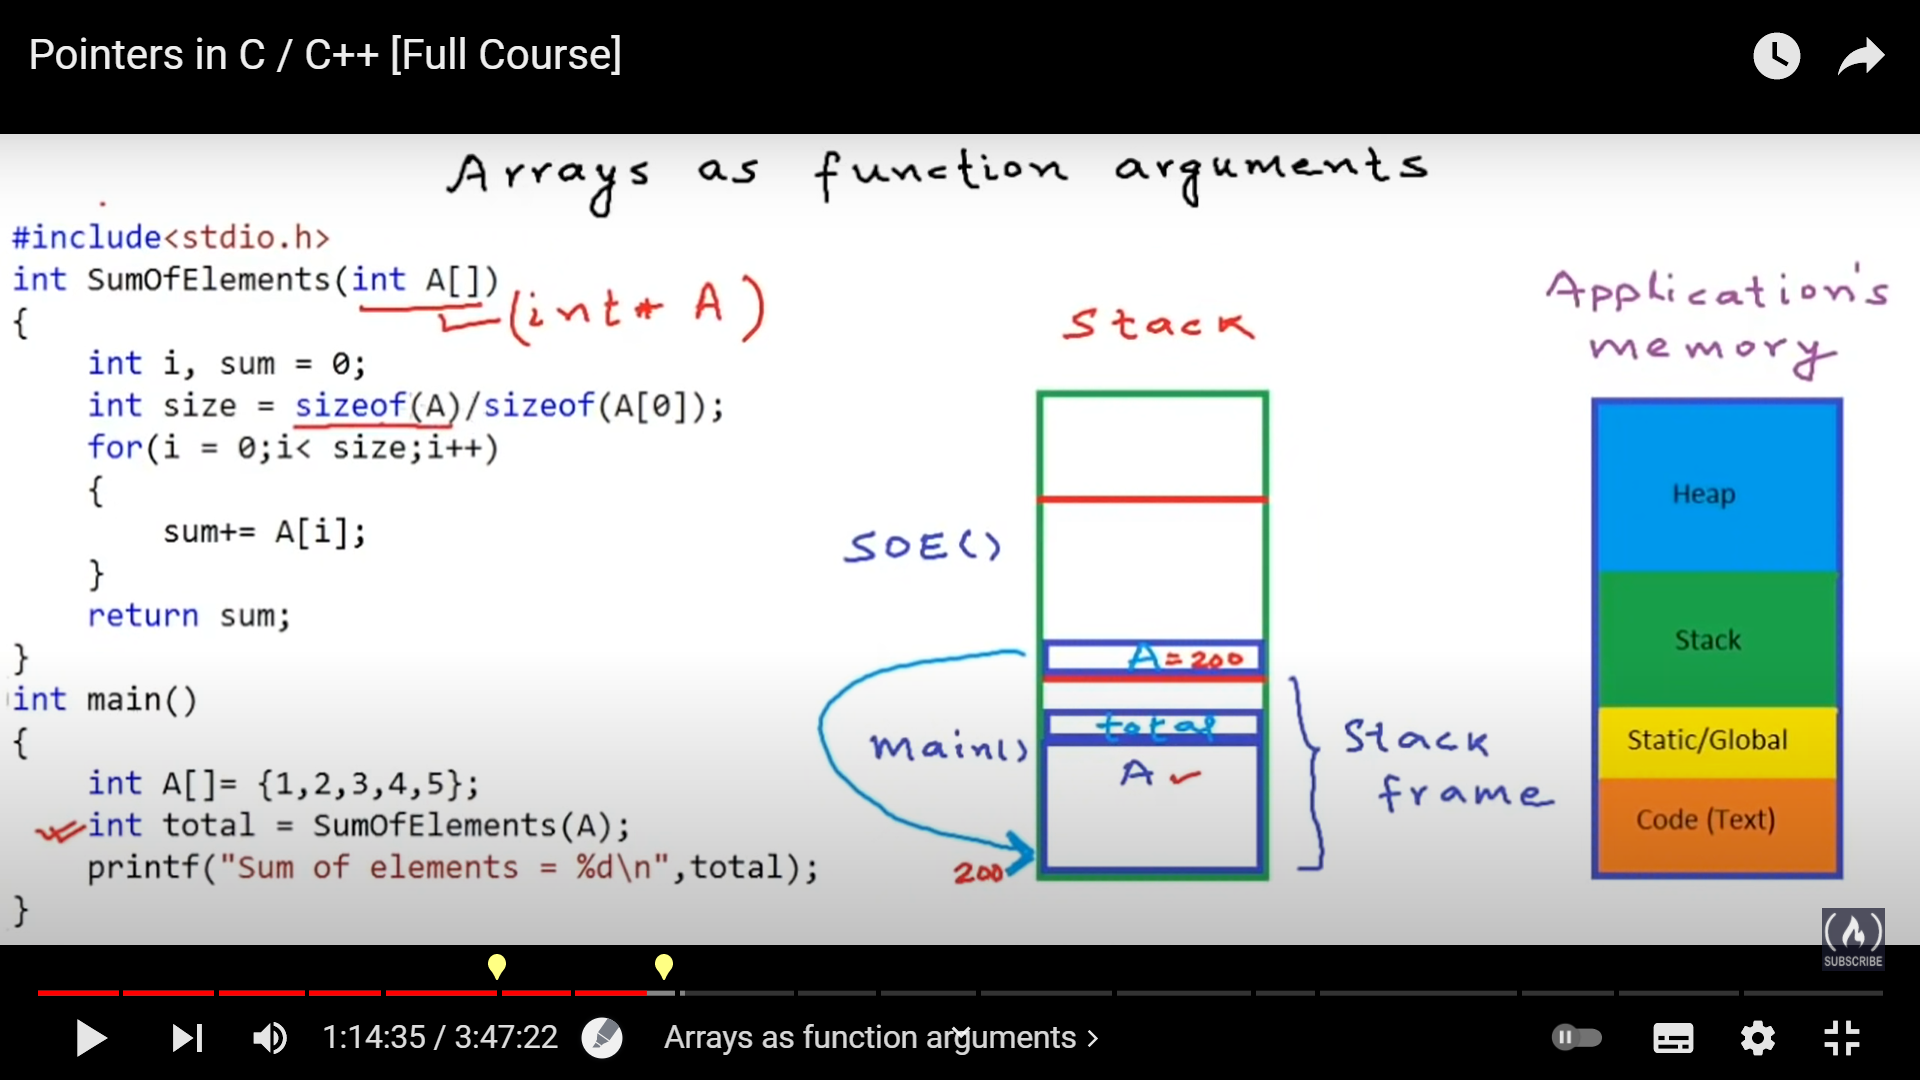 Pointers in C / C++ [Full Course]
Arrays as function arguments
#include<stdio.h>
int SumOfElements(int A[])
(int* A)
{
int i, sum = 0;
int size = sizeof(A)/sizeof(A[0]);
for(i = 0;i< size;i++)
{
sum+= A[i];
}
return sum;
}
int main()
{
int A[]= {1,2,3,4,5};
int total = SumOfElements(A);
printf("Sum of elements = %d\n",total);
}
Stack
SOE()
A = 200
main()
total
A
200
Stack
frame
Application's
memory
Heap
Stack
Static/Global
Code (Text)
SUBSCRIBE
1:14:35 / 3:47:22
Arrays as function arguments